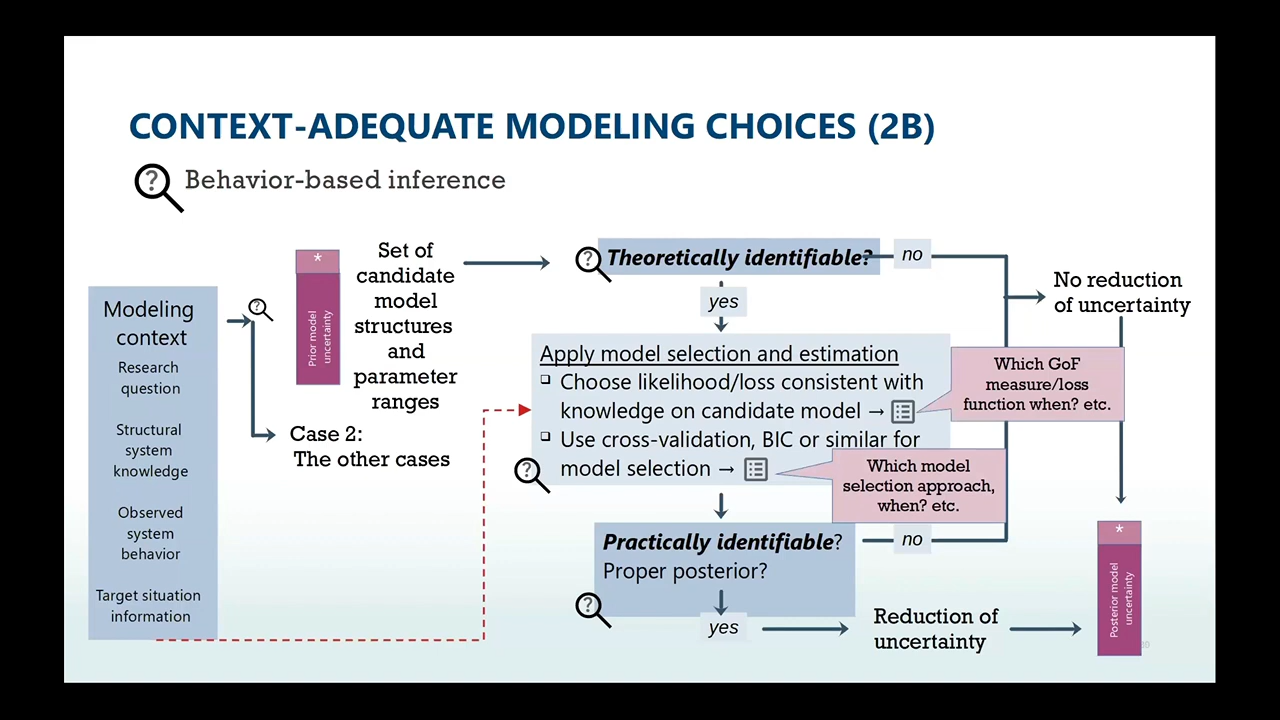 CONTEXT-ADEQUATE MODELING CHOICES (2B)
?
Behavior-based inference
Modeling
context
Research
question
Structural
system
knowledge
Observed
system
behavior
Target situation
information
?
*
Prior model
uncertainty
Set of
candidate
model
structures
and
parameter
ranges
Case 2:
The other cases
?
Theoretically identifiable?
no
yes
No reduction
of uncertainty
Apply model selection and estimation
Choose likelihood/loss consistent with
knowledge on candidate model →
Use cross-validation, BIC or similar for
model selection →
?
Which GoF
measure/loss
function when? etc.
Which model
selection approach,
when? etc.
Practically identifiable?
Proper posterior?
no
?
yes
Reduction of
uncertainty
*
Posterior model
uncertainty